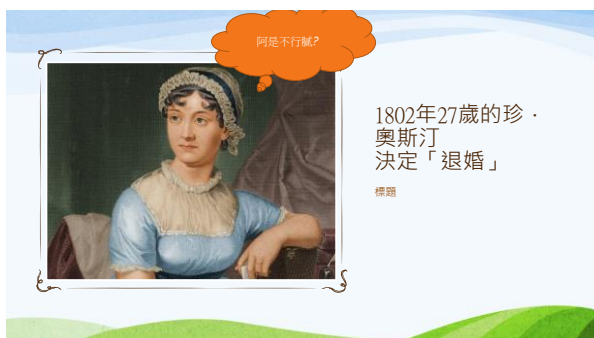 阿是不行膩?
1802年27歲的珍．
奧斯汀
決定「退婚」
標題